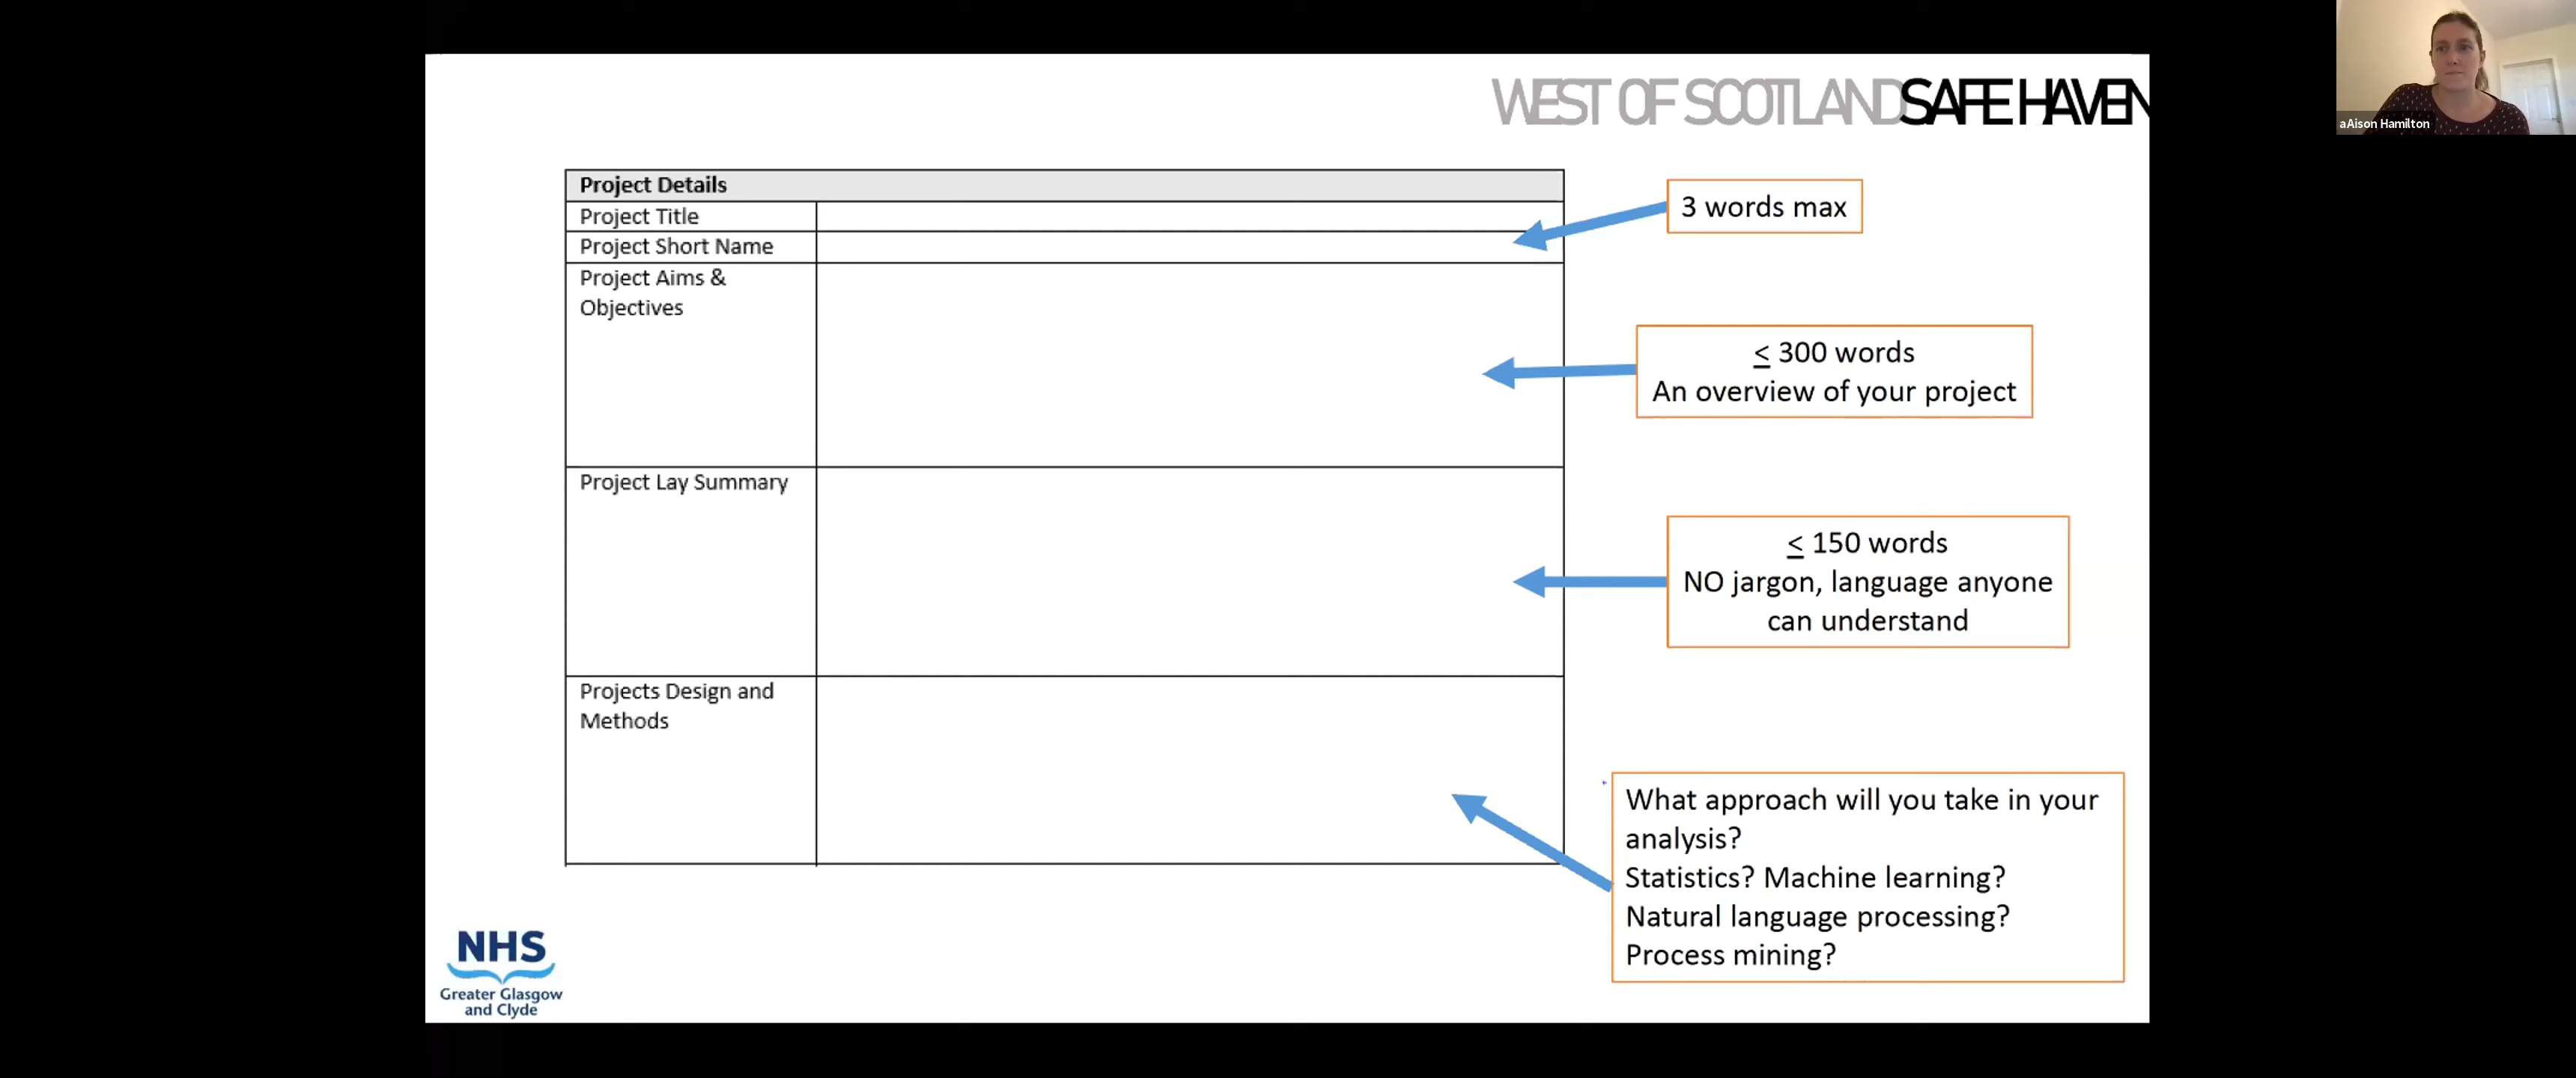 WEST OF SCOTLANDSAFE HAVEN
aAison Hamilton
Project Details
Project Title
Project Short Name
Project Aims &
Objectives
Project Lay Summary
Projects Design and
Methods
3 words max
≤ 300 words
An overview of your project
≤ 150 words
NO jargon, language anyone
can understand
What approach will you take in your
analysis?
Statistics? Machine learning?
Natural language processing?
Process mining?
NHS
Greater Glasgow
and Clyde